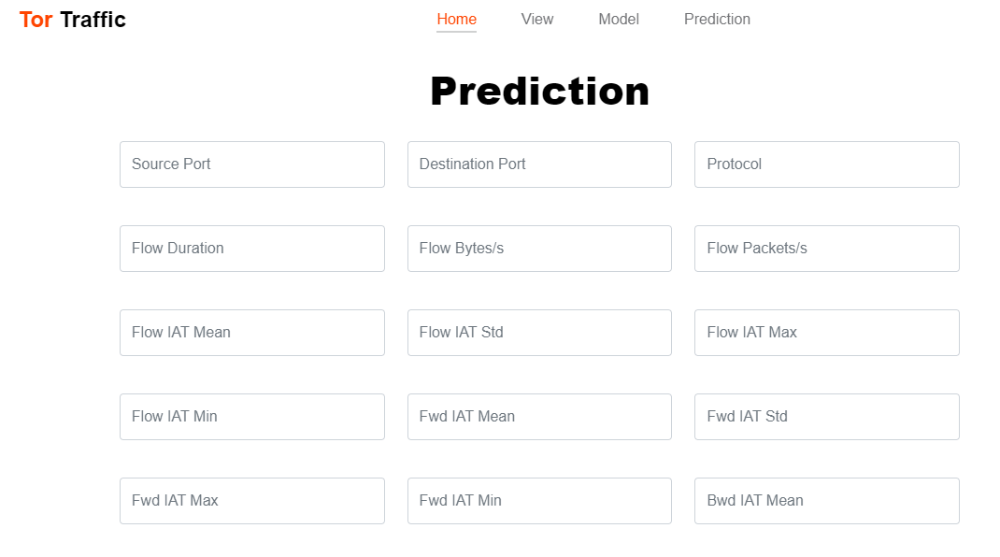 Tor Traffic Home View Model Prediction
Prediction
Source Port Destination Port Protocol
Flow Duration Flow Bytes/s Flow Packets/s
Flow IAT Mean Flow IAT Std Flow IAT Max
Flow IAT Min Fwd IAT Mean Fwd IAT Std
Fwd IAT Max Fwd IAT Min Bwd IAT Mean